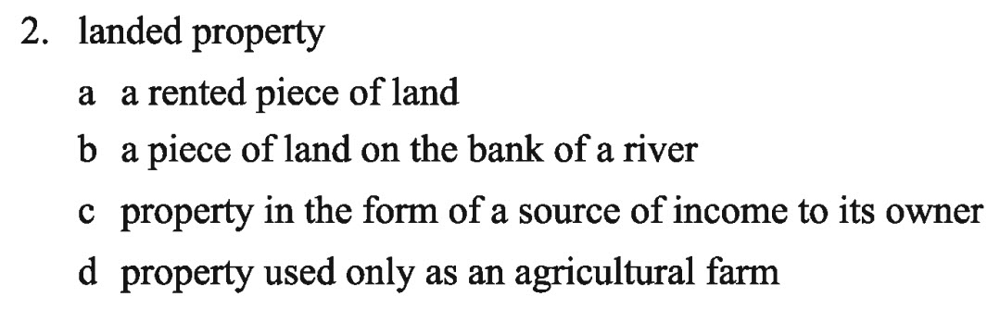 2. landed property
a a rented piece of land
b a piece of land on the bank of a river
c property in the form of a source of income to its owner
d property used only as an agricultural farm